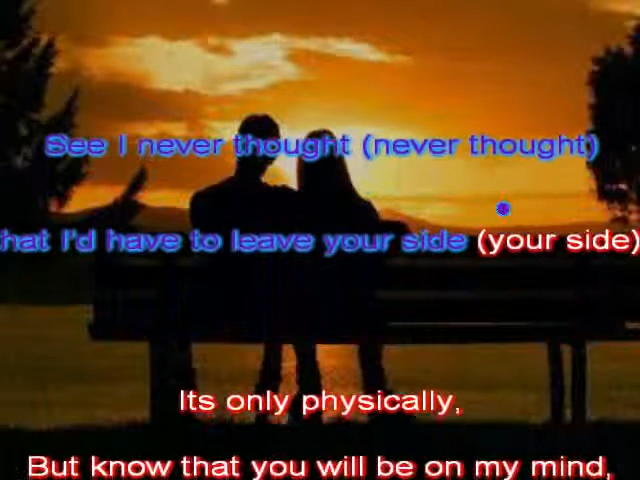 See I never thought (never thought)
hat I'd have to leave your side (your side)
Its only physically,
But know that you will be on my mind,